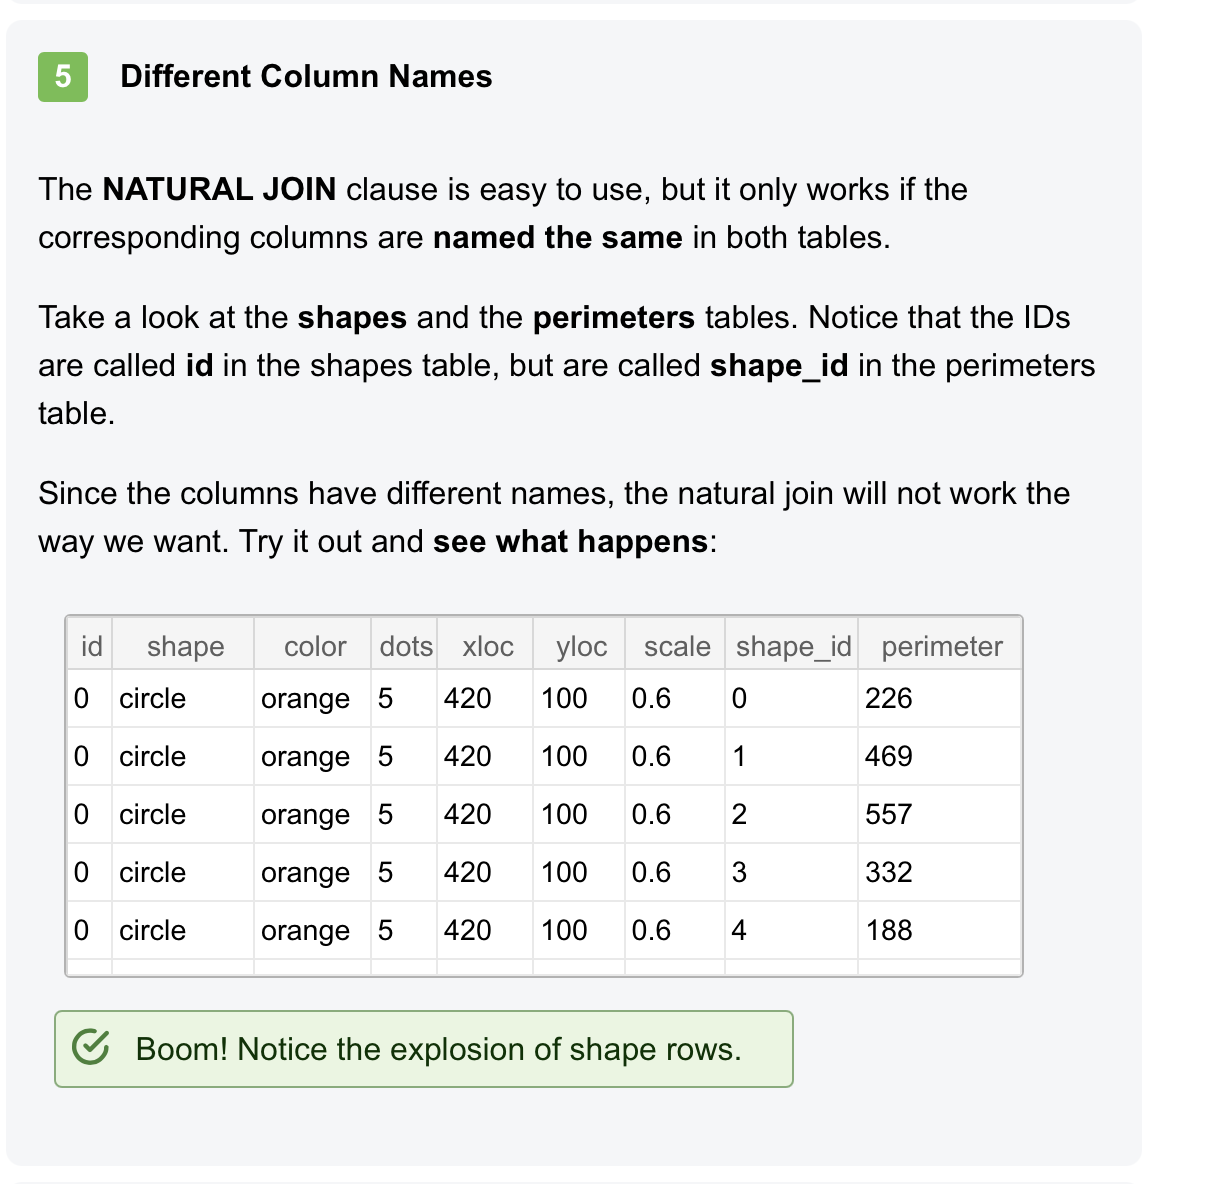 5 Different Column Names
The NATURAL JOIN clause is easy to use, but it only works if the
corresponding columns are named the same in both tables.
Take a look at the shapes and the perimeters tables. Notice that the IDs
are called id in the shapes table, but are called shape_id in the perimeters
table.
Since the columns have different names, the natural join will not work the
way we want. Try it out and see what happens:
id shape color dots xloc yloc scale shape_id perimeter
0 circle orange 5 420 100 0.6 0 226
0 circle orange 5 420 100 0.6 1 469
0 circle orange 5 420 100 0.6 2 557
0 circle orange 5 420 100 0.6 3 332
0 circle orange 5 420 100 0.6 4 188
Boom! Notice the explosion of shape rows.